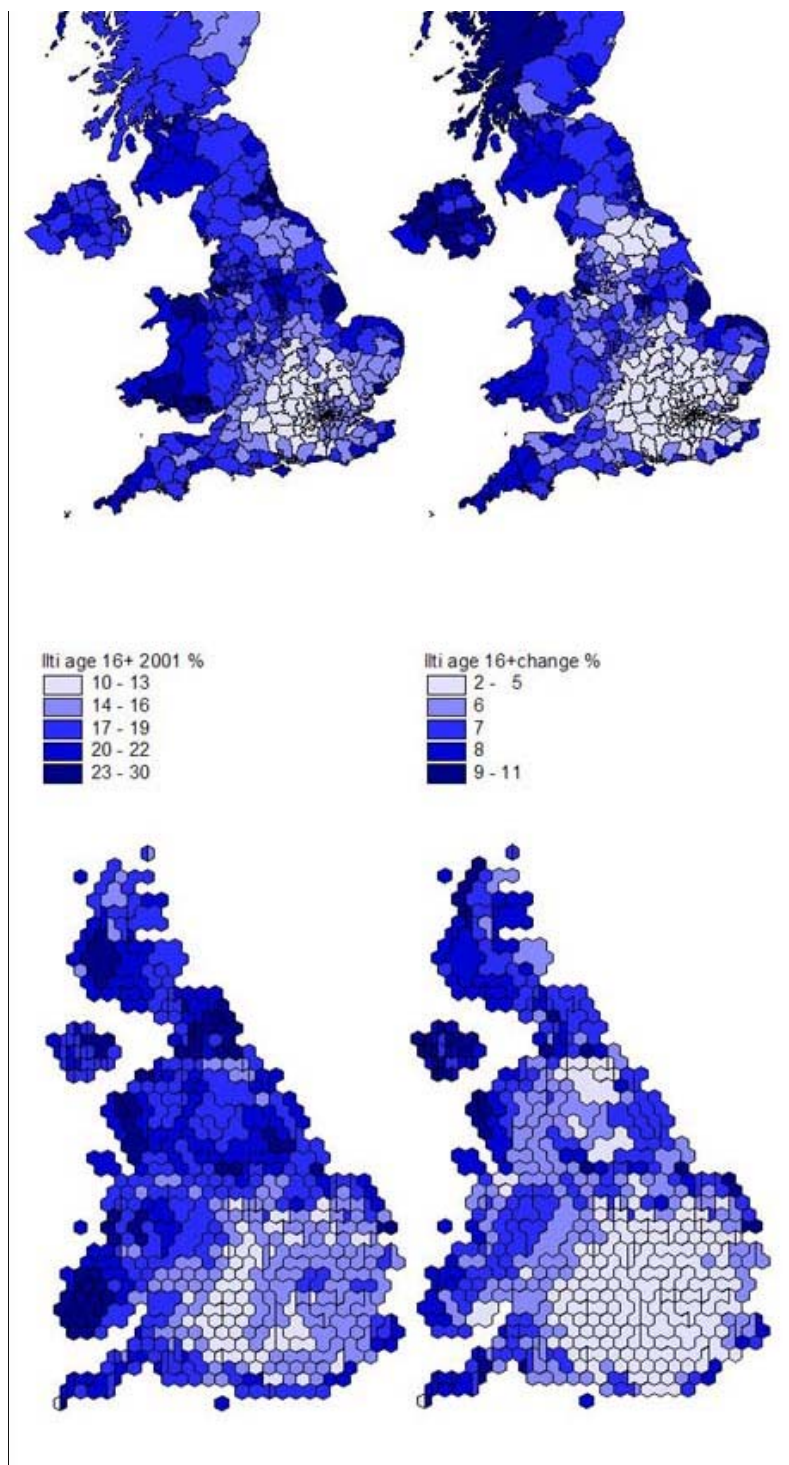 llti age 16+ 2001 %
10 - 13
14 - 16
17 - 19
20 - 22
23 - 30
llti age 16+change %
2 - 5
6
7
8
9 - 11